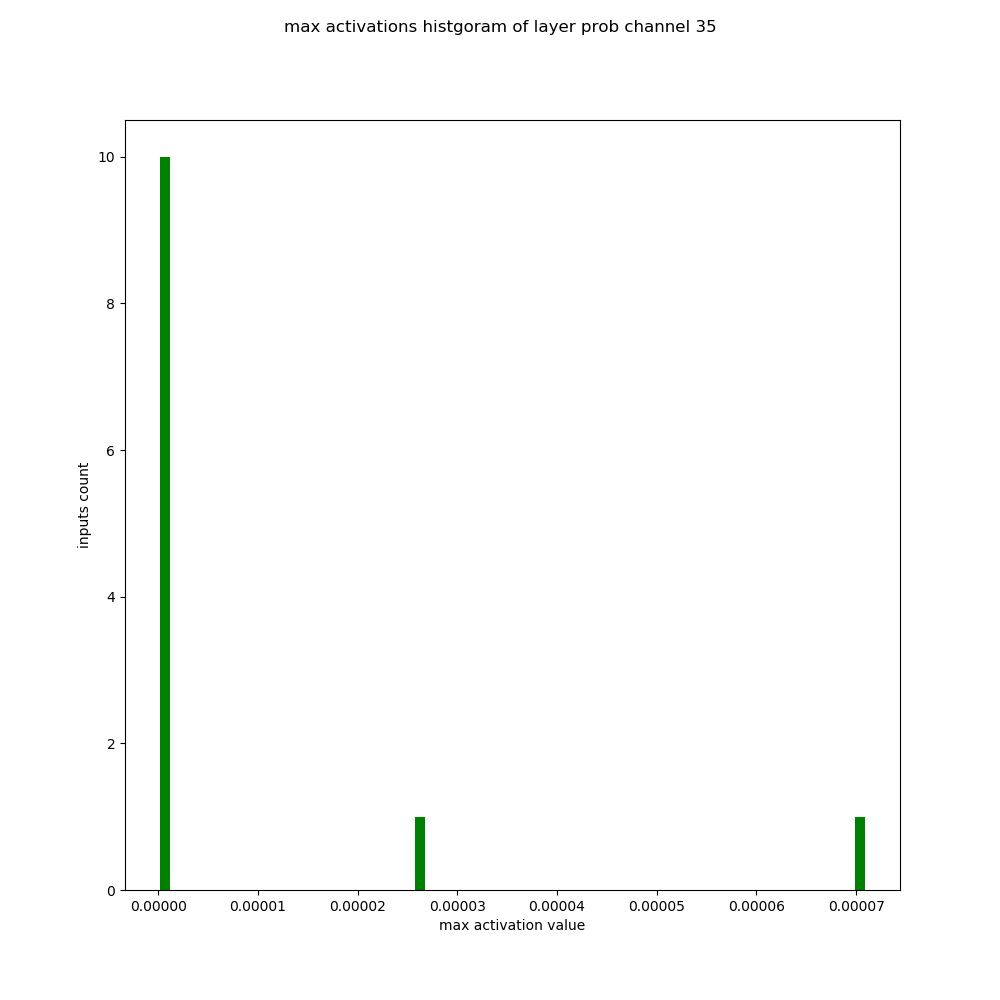 max activations histgoram of layer prob channel 35
10
8
6
4
2
0
inputs count
0.00000 0.00001 0.00002 0.00003 0.00004 0.00005 0.00006 0.00007
max activation value